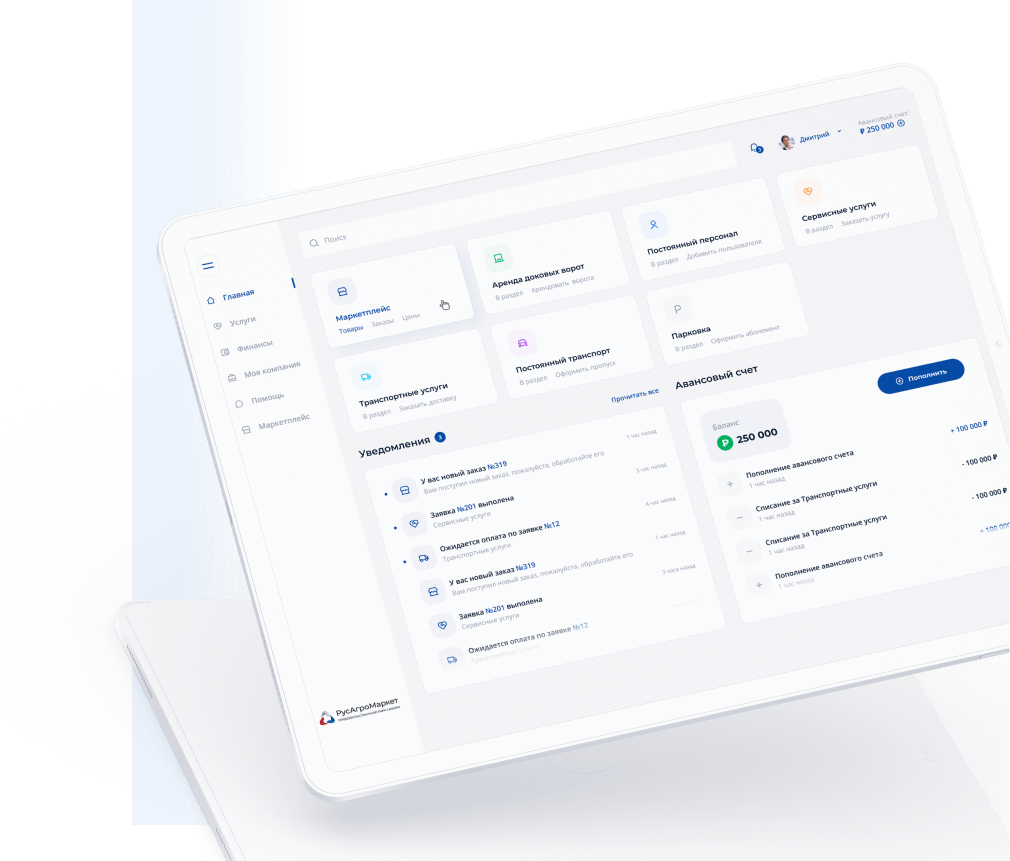 Авансовый счет:
₽ 250 000
Дмитрий
3
Поиск
Главная
Услуги
Финансы
Моя компания
Помощь
Маркетплейс
Маркетплейс
Товары Заказы Цены
Аренда доковых ворот
В раздел Арендовать ворота
Постоянный персонал
В раздел Добавить пользователя
Сервисные услуги
В раздел Заказать услугу
Транспортные услуги
В раздел Заказать доставку
Постоянный транспорт
В раздел Оформить пропуск
Парковка
В раздел Оформить абонемент
Уведомления 3
Прочитать все
У вас новый заказ №319
Вам поступил новый заказ, пожалуйста, обработайте его
1 час назад
Заявка №201 выполена
Сервисные услуги
3 час назад
Ожидается оплата по заявке №12
Транспортные услуги
4 час назад
У вас новый заказ №319
Вам поступил новый заказ, пожалуйста, обработайте его
1 час назад
Заявка №201 выполена
Сервисные услуги
3 часа назад
Ожидается оплата по заявке №12
Транспортные услуги
Авансовый счет
Пополнить
Баланс
₽ 250 000
Пополнение авансового счета
1 час назад
+ 100 000 ₽
Списание за Транспортные услуги
1 час назад
- 100 000 ₽
Списание за Транспортные услуги
1 час назад
- 100 000 ₽
Пополнение авансового счета
1 час назад
+ 100 000
РусАгроМаркет